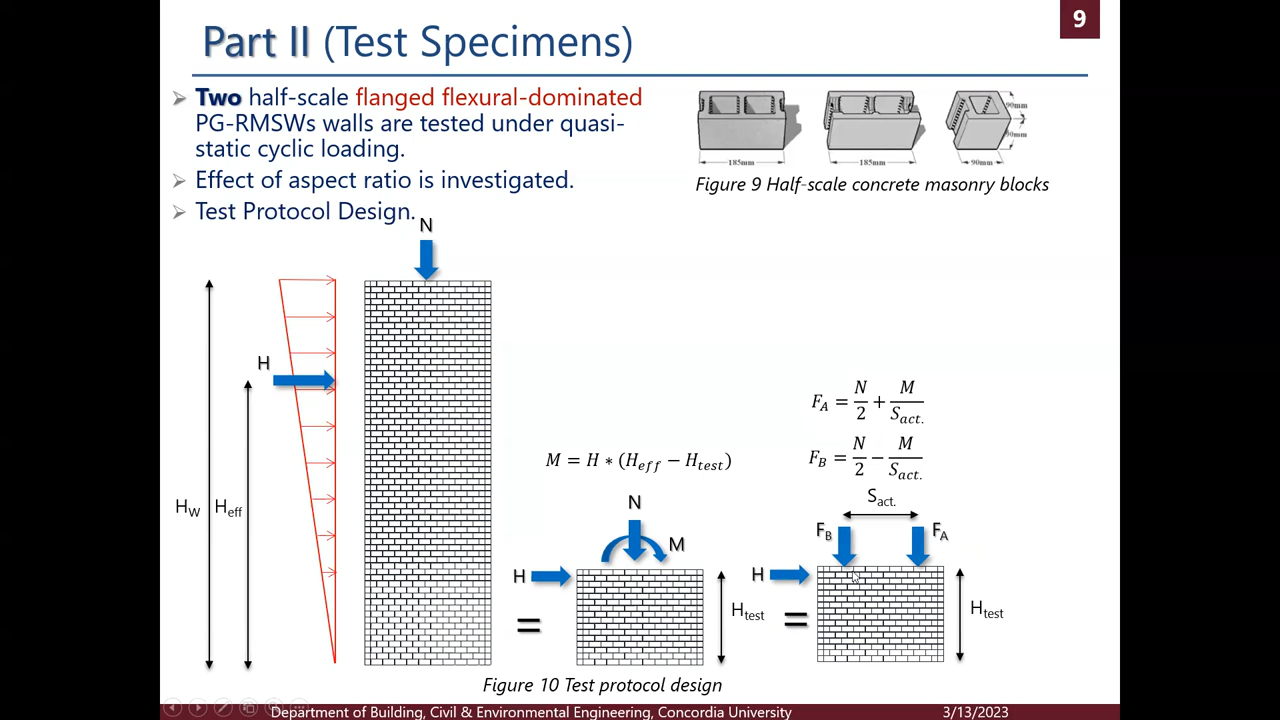 9
Part II (Test Specimens)
Two half-scale flanged flexural-dominated
PG-RMSWs walls are tested under quasi-
static cyclic loading.
Effect of aspect ratio is investigated.
Test Protocol Design.
90mm
90mm
185mm
185mm
90mm
Figure 9 Half-scale concrete masonry blocks
N
H
H_W
H_eff
M = H ∗ (H_eff − H_test)
N
M
H
H_test
=
F_A = N/2 + M/S_act.
F_B = N/2 − M/S_act.
S_act.
F_B
F_A
H
H_test
=
Figure 10 Test protocol design
Department of Building, Civil & Environmental Engineering, Concordia University
3/13/2023